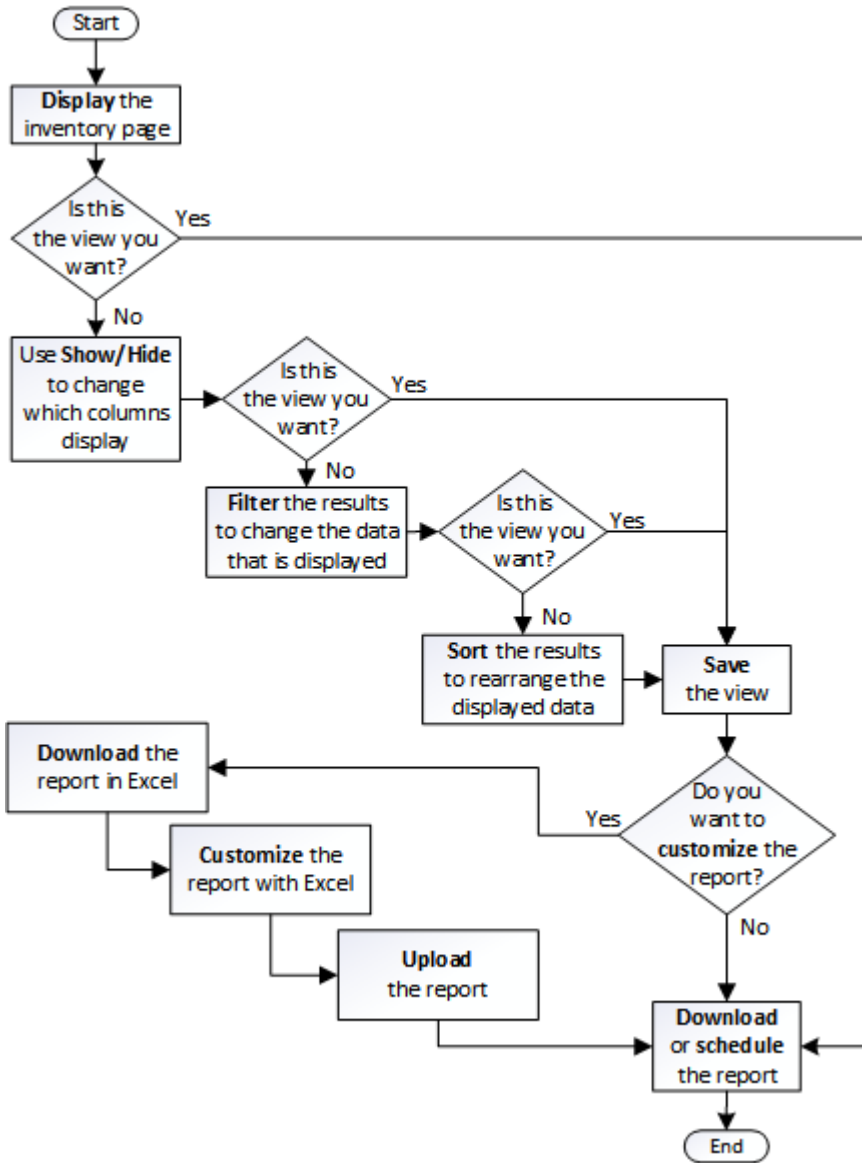 Start
Display the
inventory page
Is this
the view you
want?
Yes
No
Use Show/Hide
to change
which columns
display
Is this
the view you
want?
Yes
No
Filter the results
to change the data
that is displayed
Is this
the view you
want?
Yes
No
Sort the results
to rearrange the
displayed data
Save
the view
Do you
want to
customize the
report?
Yes
No
Download the
report in Excel
Customize the
report with Excel
Upload
the report
Download
or schedule
the report
End